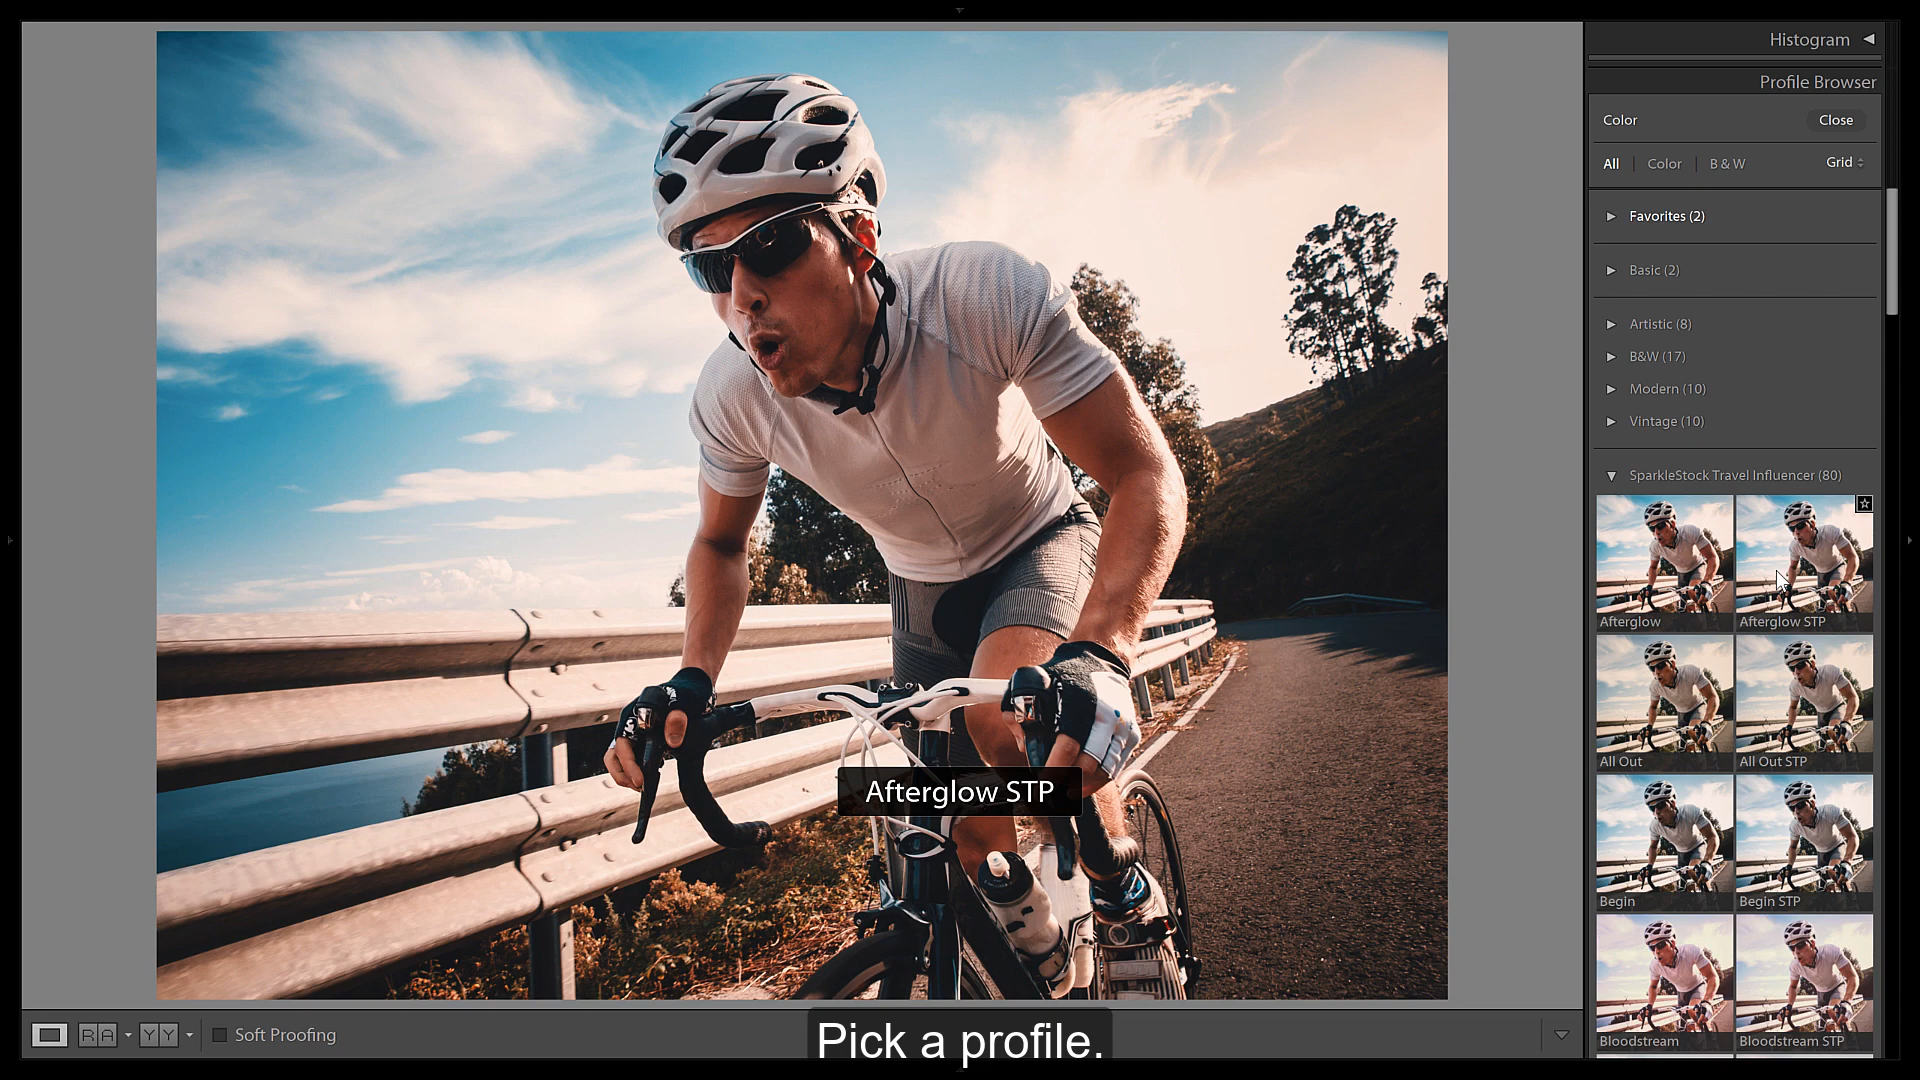 Histogram
Profile Browser
Color Close
All Color B & W Grid
Favorites (2)
Basic (2)
Artistic (8)
B&W (17)
Modern (10)
Vintage (10)
SparkleStock Travel Influencer (80)
Afterglow Afterglow STP
All Out All Out STP
Begin Begin STP
Bloodstream Bloodstream STP
Afterglow STP
R A Y Y Soft Proofing
Pick a profile.